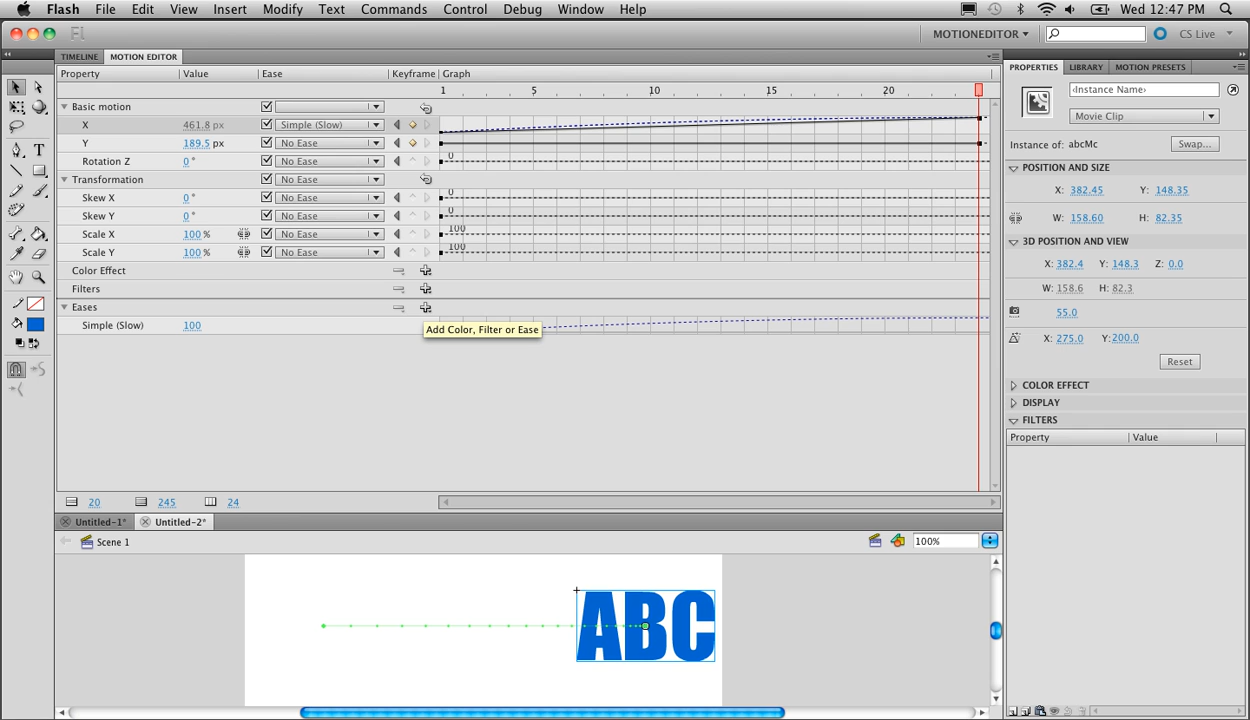 Flash File Edit View Insert Modify Text Commands Control Debug Window Help Wed 12:47 PM
Fl MOTIONEDITOR CS Live
TIMELINE MOTION EDITOR
Property Value Ease Keyframe Graph
1 5 10 15 20
Basic motion
X 461.8 px Simple (Slow)
Y 189.5 px No Ease
Rotation Z 0° No Ease 0
Transformation No Ease
Skew X 0° No Ease 0
Skew Y 0° No Ease 0
Scale X 100 % No Ease 100
Scale Y 100 % No Ease 100
Color Effect
Filters
Eases
Simple (Slow) 100
Add Color, Filter or Ease
20 245 24
Untitled-1* Untitled-2*
Scene 1 100%
ABC
T
PROPERTIES LIBRARY MOTION PRESETS
<Instance Name>
Movie Clip
Instance of: abcMc Swap...
POSITION AND SIZE
X: 382.45 Y: 148.35
W: 158.60 H: 82.35
3D POSITION AND VIEW
X: 382.4 Y: 148.3 Z: 0.0
W: 158.6 H: 82.3
55.0
X: 275.0 Y:200.0
Reset
COLOR EFFECT
DISPLAY
FILTERS
Property Value